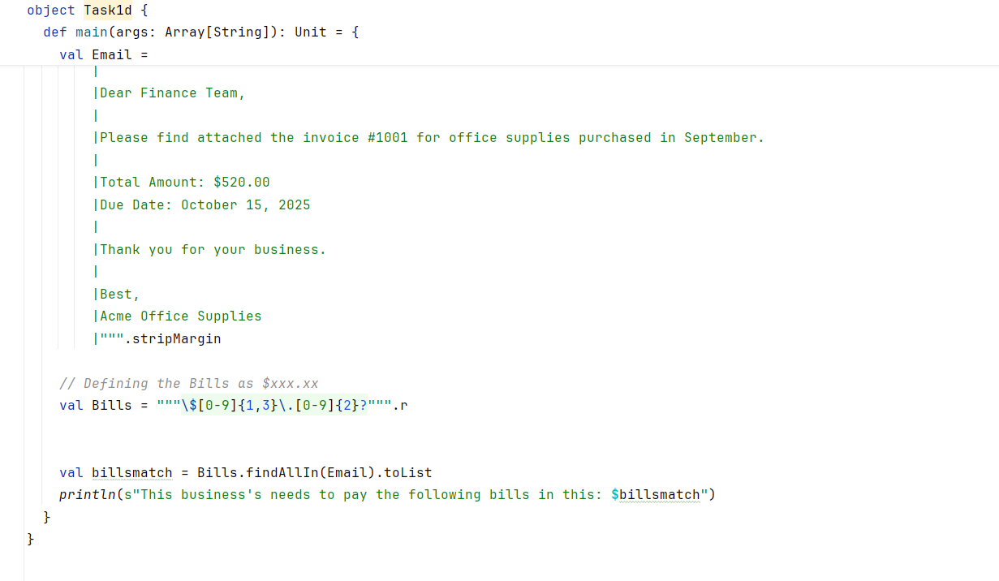 object Task1d {
def main(args: Array[String]): Unit = {
val Email =
|
|Dear Finance Team,
|
|Please find attached the invoice #1001 for office supplies purchased in September.
|
|Total Amount: $520.00
|Due Date: October 15, 2025
|
|Thank you for your business.
|
|Best,
|Acme Office Supplies
|""".stripMargin
// Defining the Bills as $xxx.xx
val Bills = """\$[0-9]{1,3}\.[0-9]{2}?""".r
val billsmatch = Bills.findAllIn(Email).toList
println(s"This business's needs to pay the following bills in this: $billsmatch")
}
}